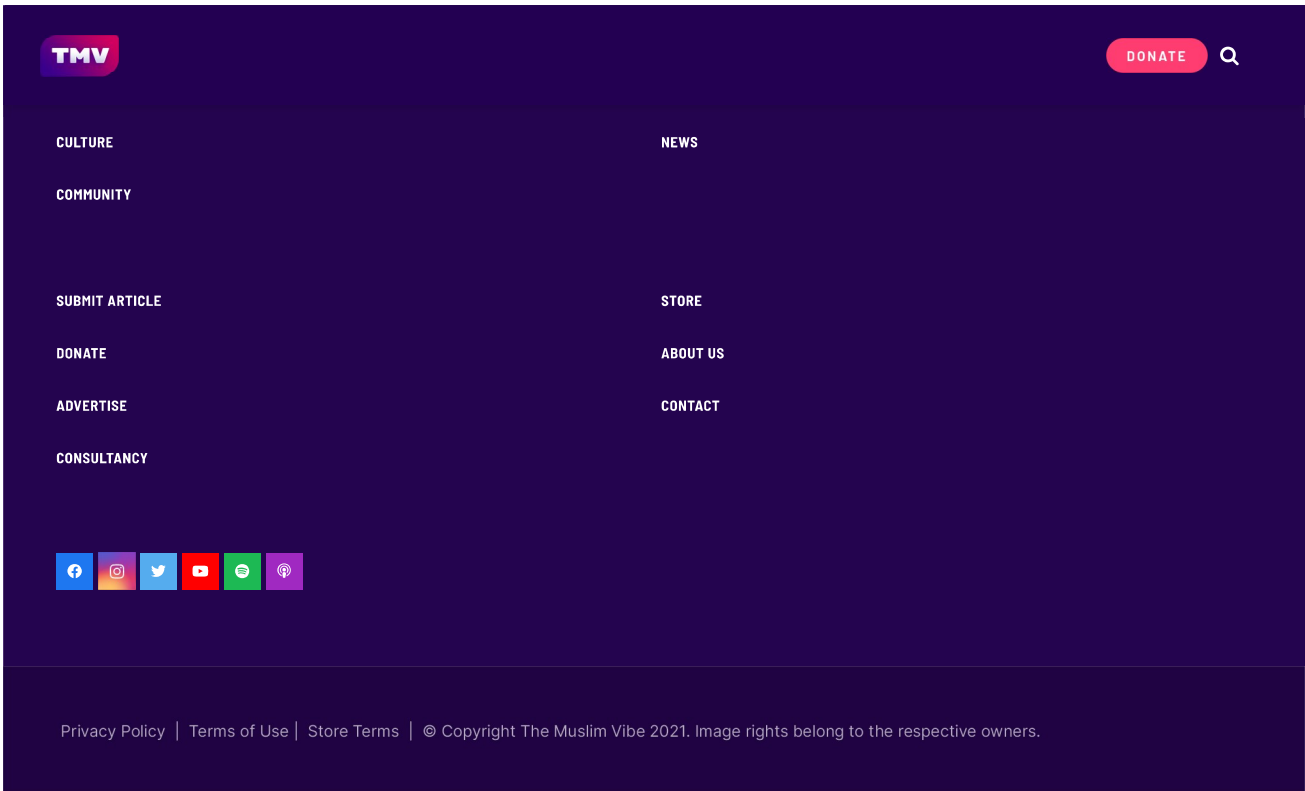 TMV
DONATE
CULTURE
NEWS
COMMUNITY
SUBMIT ARTICLE
STORE
DONATE
ABOUT US
ADVERTISE
CONTACT
CONSULTANCY
Privacy Policy | Terms of Use | Store Terms | © Copyright The Muslim Vibe 2021. Image rights belong to the respective owners.